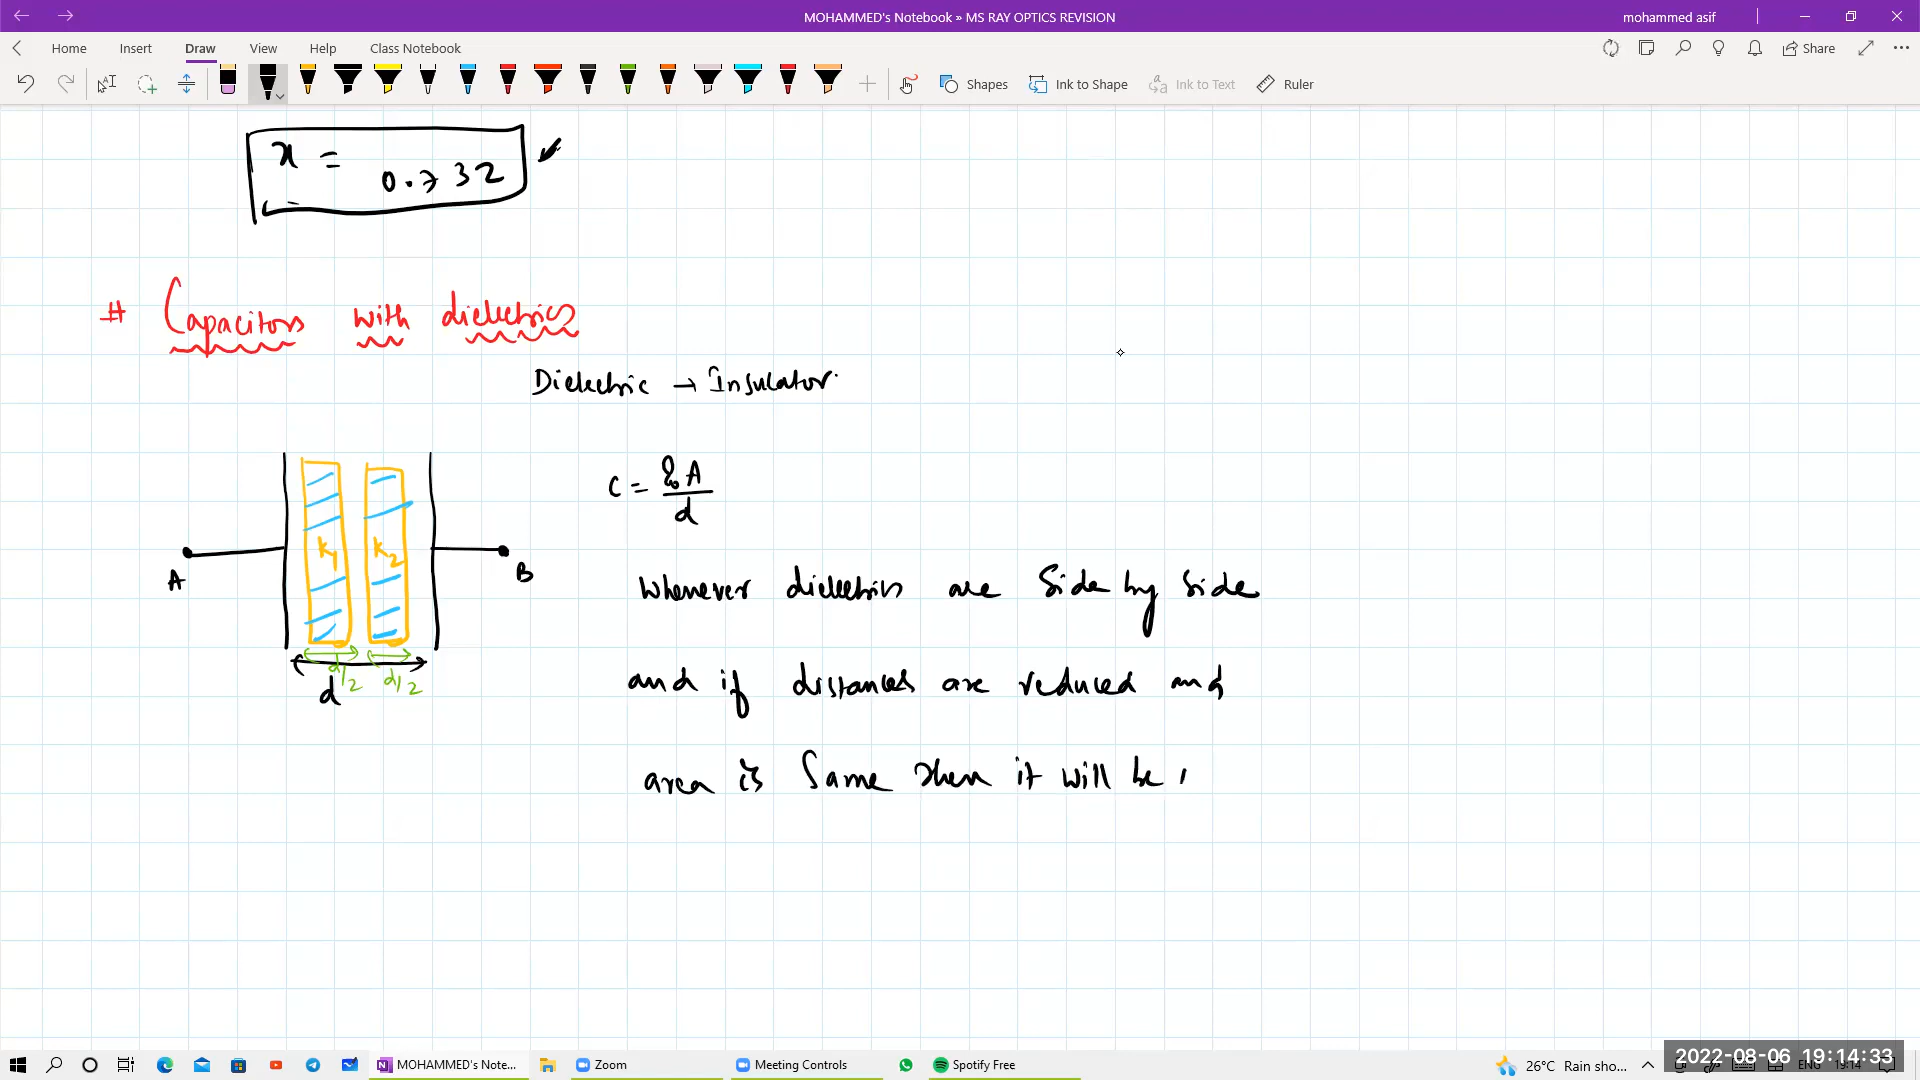 MOHAMMED's Notebook » MS RAY OPTICS REVISION
mohammed asif
Home Insert Draw View Help Class Notebook
Share
Shapes Ink to Shape Ink to Text Ruler
x = 0.732
# Capacitors with dielectrics
Dielectric → Insulator.
C = ε₀A/d
K₁ K₂
A
B
Whenever dielectrics are side by side
d/2 d/2
d
and if distances are reduced and
area is same then it will be
MOHAMMED's Note...
Zoom
Meeting Controls
Spotify Free
26°C Rain sho...
2022-08-06 19:14:33